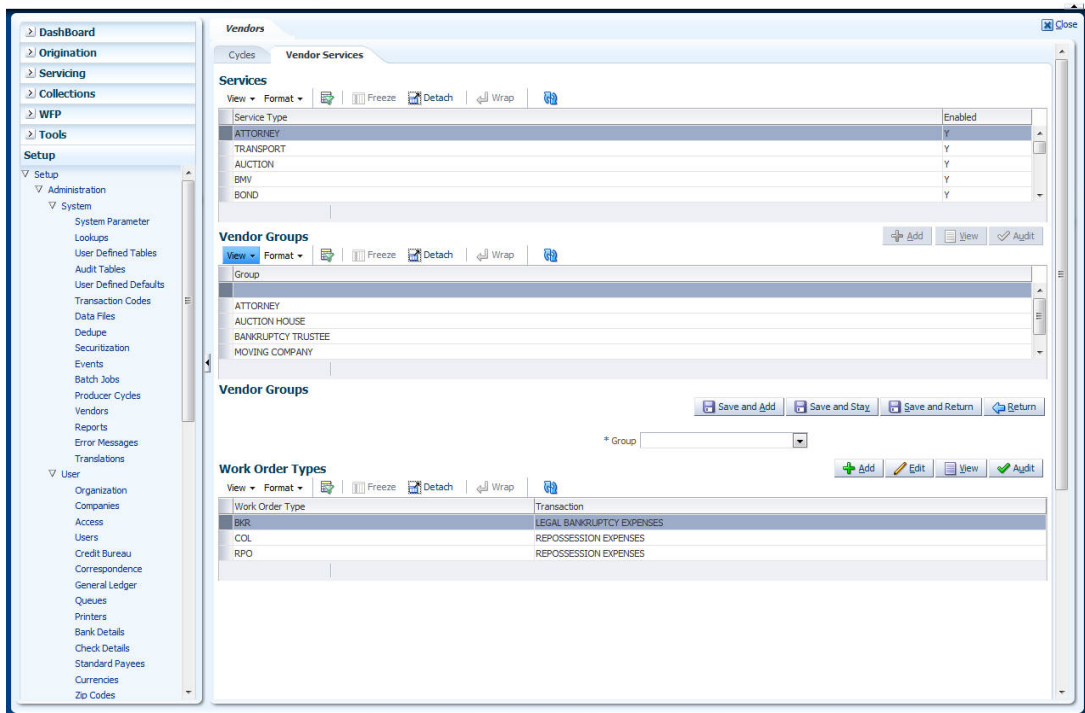 Close
DashBoard
Origination
Servicing
Collections
WFP
Tools
Setup
Setup
Administration
System
System Parameter
Lookups
User Defined Tables
Audit Tables
User Defined Defaults
Transaction Codes
Data Files
Dedupe
Securitization
Events
Batch Jobs
Producer Cycles
Vendors
Reports
Error Messages
Translations
User
Organization
Companies
Access
Users
Credit Bureau
Correspondence
General Ledger
Queues
Printers
Bank Details
Check Details
Standard Payees
Currencies
Zip Codes
Vendors
Cycles Vendor Services
Services
View Format Freeze Detach Wrap
Service Type Enabled
ATTORNEY Y
TRANSPORT Y
AUCTION Y
BMV Y
BOND Y
Vendor Groups Add View Audit
View Format Freeze Detach Wrap
Group
ATTORNEY
AUCTION HOUSE
BANKRUPTCY TRUSTEE
MOVING COMPANY
Vendor Groups
Save and Add Save and Stay Save and Return Return
* Group
Work Order Types Add Edit View Audit
View Format Freeze Detach Wrap
Work Order Type Transaction
BKR LEGAL BANKRUPTCY EXPENSES
COL REPOSSESSION EXPENSES
RPO REPOSSESSION EXPENSES